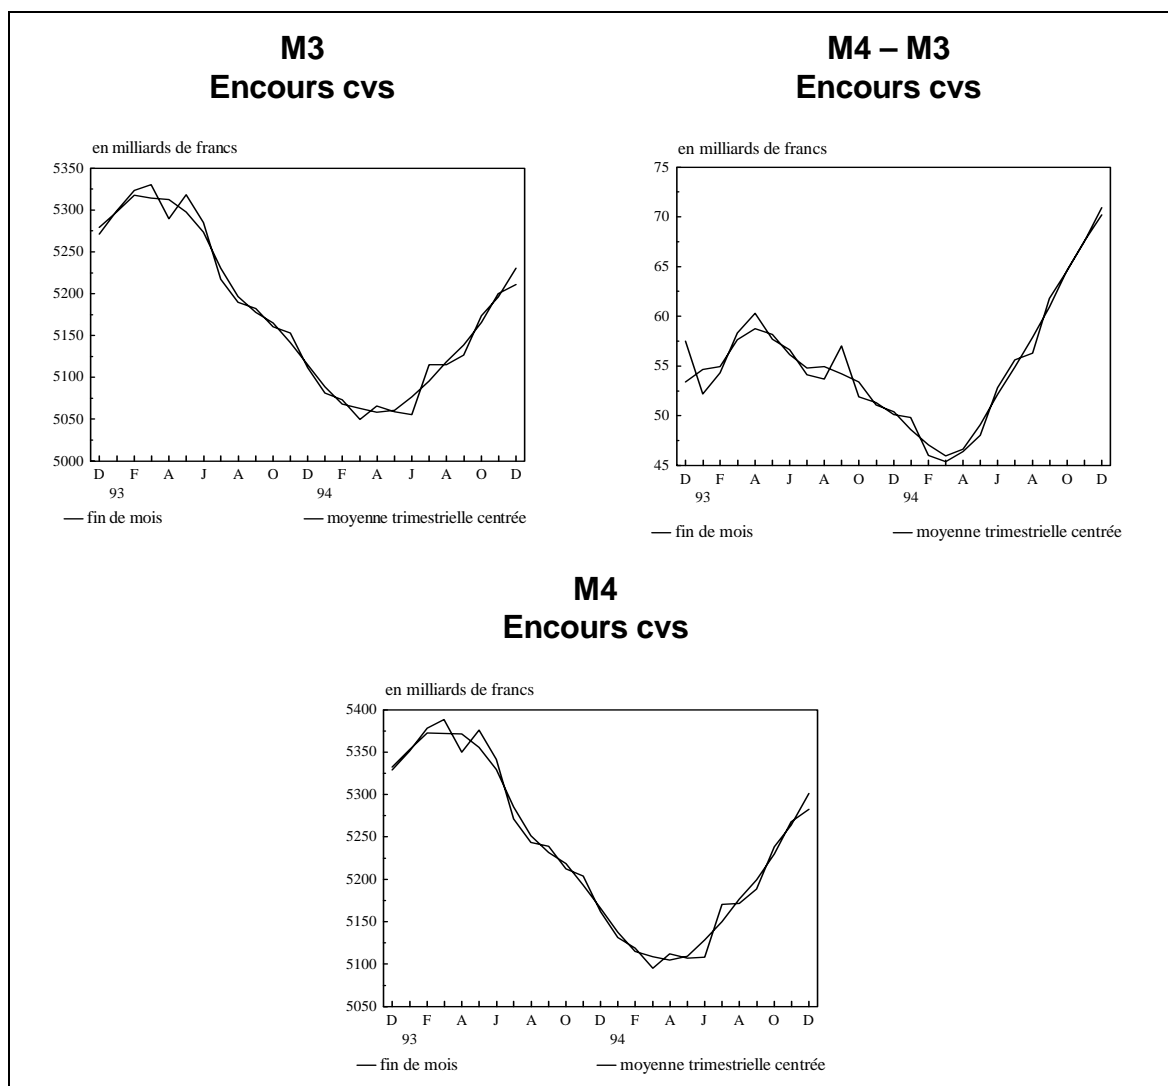 M3
Encours cvs
en milliards de francs
5350
5300
5250
5200
5150
5100
5050
5000
D F A J A O D F A J A O D
93 94
— fin de mois — moyenne trimestrielle centrée
M4 – M3
Encours cvs
en milliards de francs
75
70
65
60
55
50
45
D F A J A O D F A J A O D
93 94
— fin de mois — moyenne trimestrielle centrée
M4
Encours cvs
en milliards de francs
5400
5350
5300
5250
5200
5150
5100
5050
D F A J A O D F A J A O D
93 94
— fin de mois — moyenne trimestrielle centrée